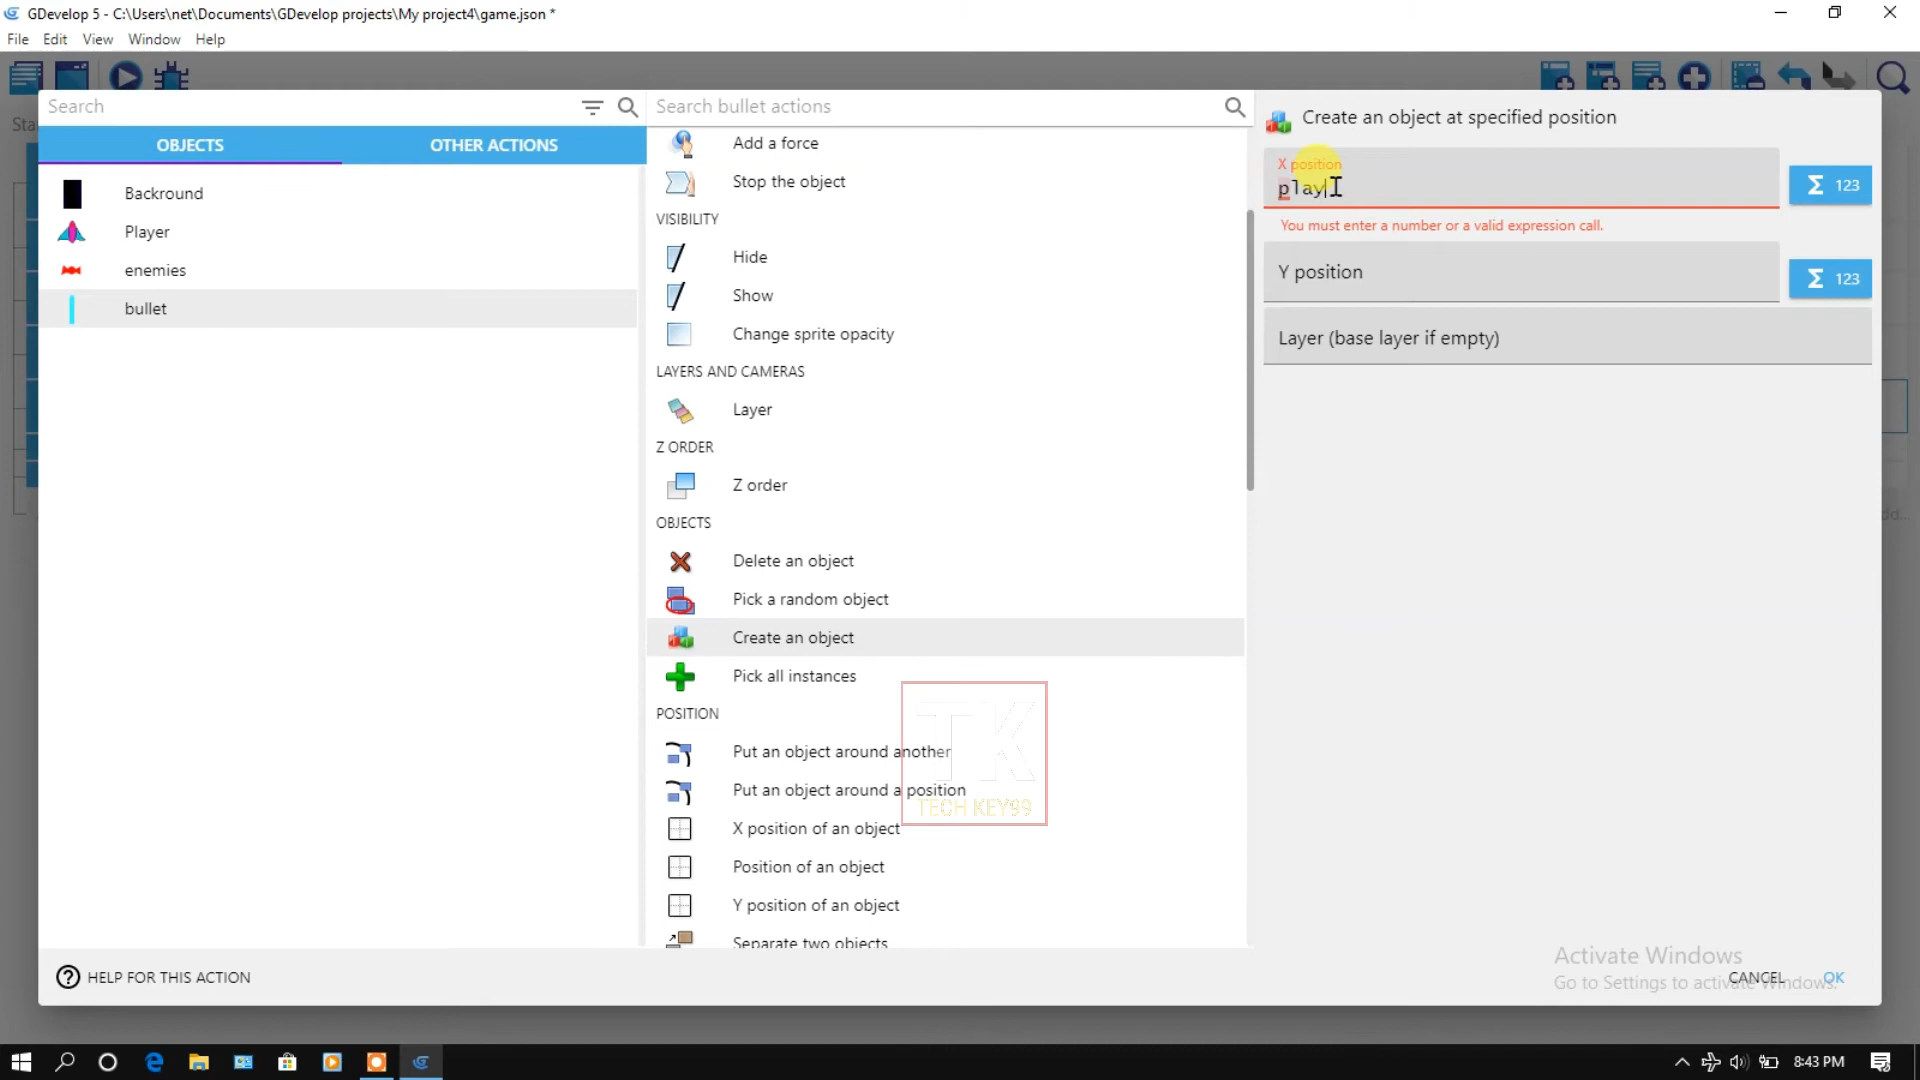 GDevelop 5 - C:\Users\net\Documents\GDevelop projects\My project4\game.json *
File Edit View Window Help
Search
Search bullet actions
Create an object at specified position
Sta
OBJECTS
OTHER ACTIONS
Backround
Player
enemies
bullet
Add a force
Stop the object
VISIBILITY
Hide
Show
Change sprite opacity
LAYERS AND CAMERAS
Layer
Z ORDER
Z order
OBJECTS
Delete an object
Pick a random object
Create an object
Pick all instances
POSITION
Put an object around another
Put an object around a position
X position of an object
Position of an object
Y position of an object
Separate two objects
TK
TECH KEY99
X position
play
123
You must enter a number or a valid expression call.
Y position
123
Layer (base layer if empty)
dd...
Activate Windows
Go to Settings to activate Windows.
HELP FOR THIS ACTION
CANCEL
OK
8:43 PM